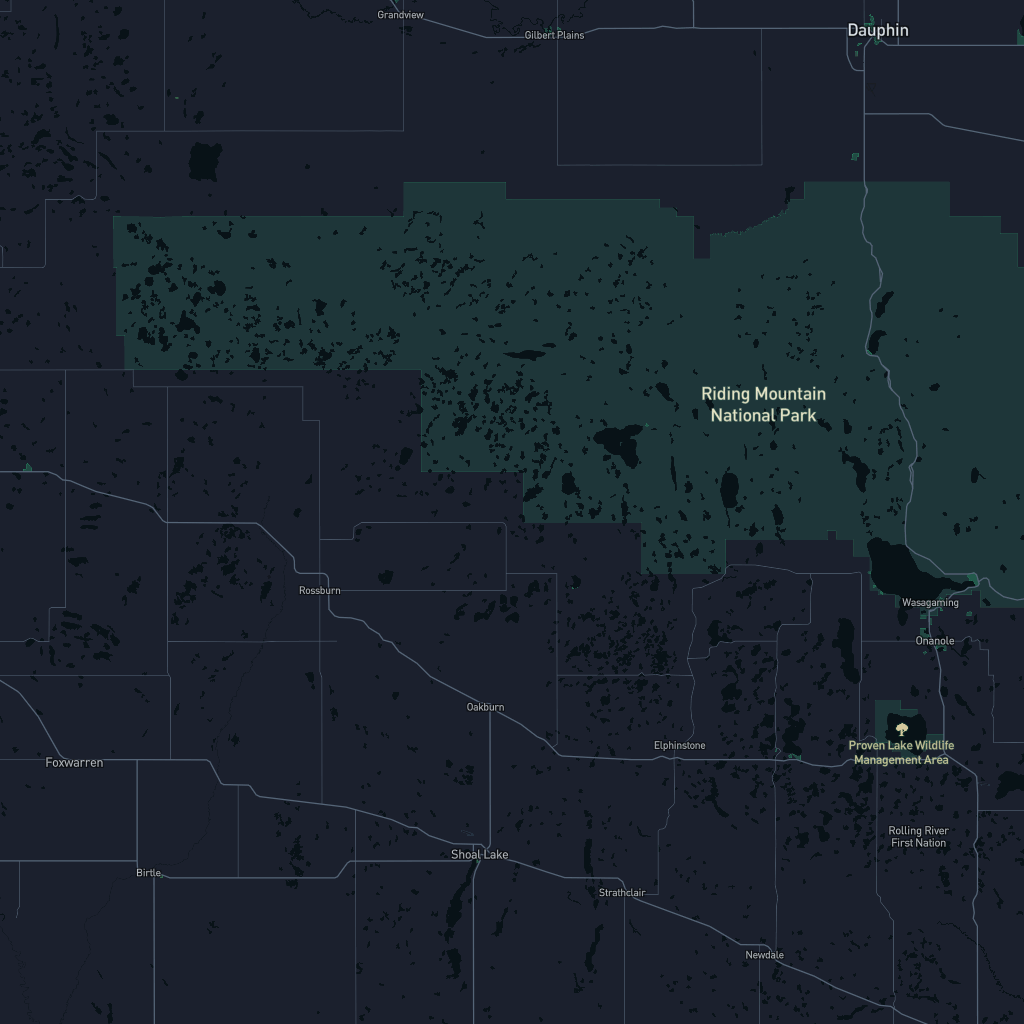 Grandview
Gilbert Plains
Dauphin
Riding Mountain
National Park
Rossburn
Wasagaming
Onanole
Oakburn
Elphinstone
Proven Lake Wildlife
Management Area
Foxwarren
Rolling River
First Nation
Shoal Lake
Birtle
Strathclair
Newdale